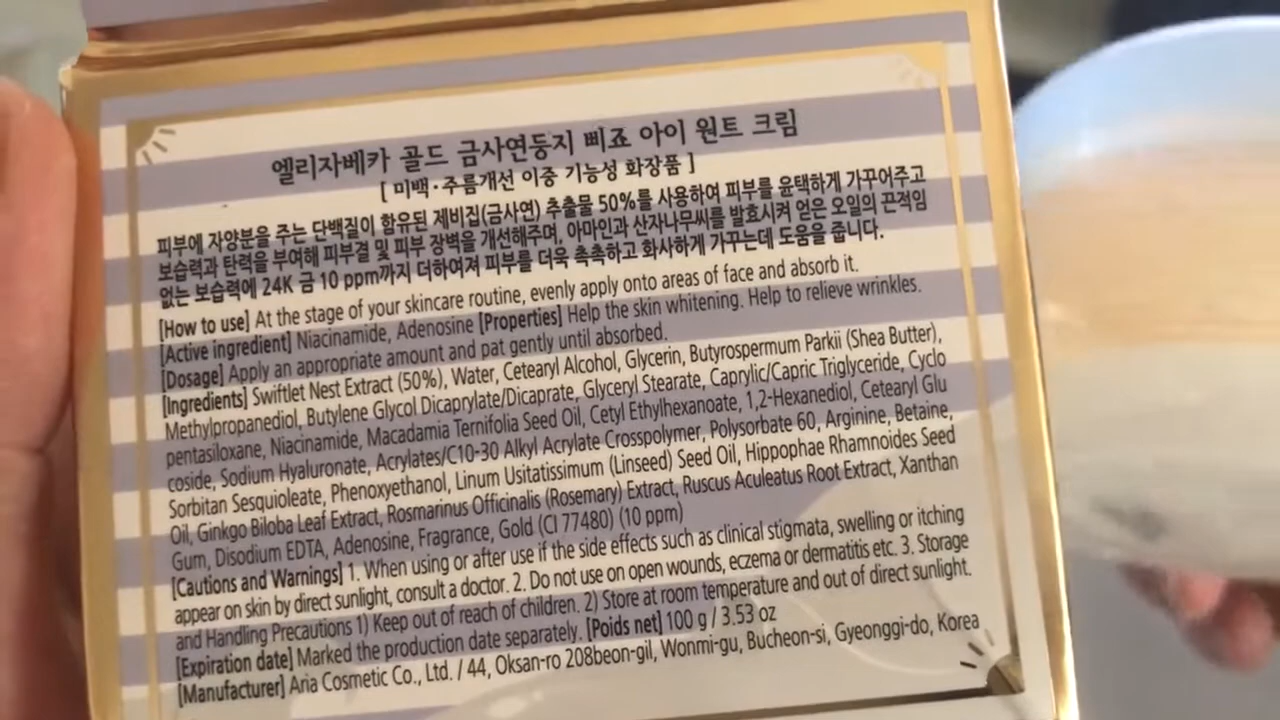 엘리자베카 골드 금사연둥지 삐죠 아이 원트 크림
[ 미백·주름개선 이중 기능성 화장품 ]
피부에 자양분을 주는 단백질이 함유된 제비집(금사연) 추출물 50%를 사용하여 피부를 윤택하게 가꾸어주고
보습력과 탄력을 부여해 피부결 및 피부 장벽을 개선해주며, 아마인과 산자나무씨를 발효시켜 얻은 오일의 끈적임
없는 보습력에 24K 금 10 ppm까지 더하여져 피부를 더욱 촉촉하고 화사하게 가꾸는데 도움을 줍니다.
[How to use] At the stage of your skincare routine, evenly apply onto areas of face and absorb it.
[Active ingredient] Niacinamide, Adenosine [Properties] Help the skin whitening. Help to relieve wrinkles.
[Dosage] Apply an appropriate amount and pat gently until absorbed.
[Ingredients] Swiftlet Nest Extract (50%), Water, Cetearyl Alcohol, Glycerin, Butyrospermum Parkii (Shea Butter),
Methylpropanediol, Butylene Glycol Dicaprylate/Dicaprate, Glyceryl Stearate, Caprylic/Capric Triglyceride, Cyclo
pentasiloxane, Niacinamide, Macadamia Ternifolia Seed Oil, Cetyl Ethylhexanoate, 1,2-Hexanediol, Cetearyl Glu
coside, Sodium Hyaluronate, Acrylates/C10-30 Alkyl Acrylate Crosspolymer, Polysorbate 60, Arginine, Betaine,
Sorbitan Sesquioleate, Phenoxyethanol, Linum Usitatissimum (Linseed) Seed Oil, Hippophae Rhamnoides Seed
Oil, Ginkgo Biloba Leaf Extract, Rosmarinus Officinalis (Rosemary) Extract, Ruscus Aculeatus Root Extract, Xanthan
Gum, Disodium EDTA, Adenosine, Fragrance, Gold (CI 77480) (10 ppm)
[Cautions and Warnings] 1. When using or after use if the side effects such as clinical stigmata, swelling or itching
appear on skin by direct sunlight, consult a doctor. 2. Do not use on open wounds, eczema or dermatitis etc. 3. Storage
and Handling Precautions 1) Keep out of reach of children. 2) Store at room temperature and out of direct sunlight.
[Expiration date] Marked the production date separately. [Poids net] 100 g / 3.53 oz
[Manufacturer] Aria Cosmetic Co., Ltd. / 44, Oksan-ro 208beon-gil, Wonmi-gu, Bucheon-si, Gyeonggi-do, Korea